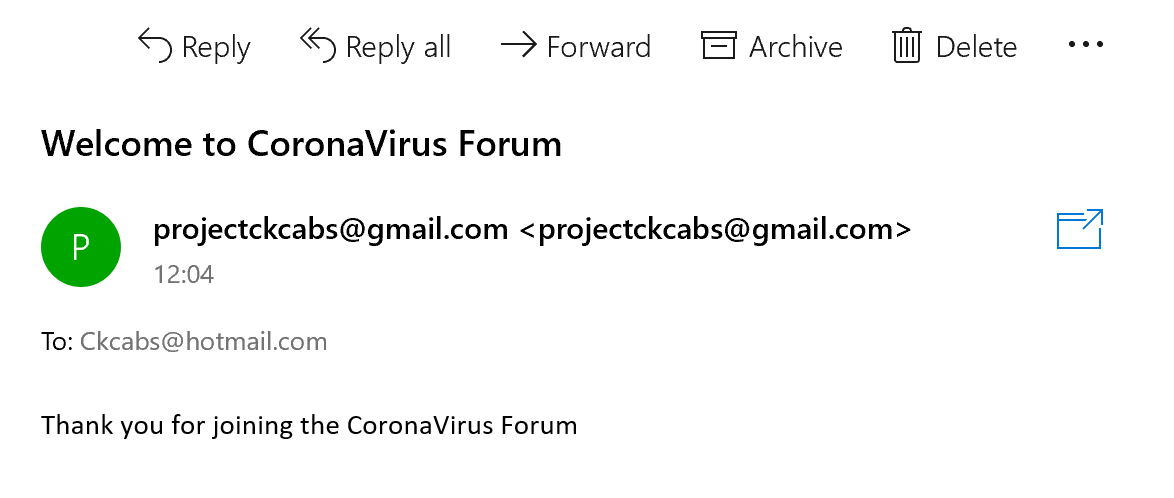 Reply Reply all Forward Archive Delete
Welcome to CoronaVirus Forum
P
projectckcabs@gmail.com <projectckcabs@gmail.com>
12:04
To: Ckcabs@hotmail.com
Thank you for joining the CoronaVirus Forum